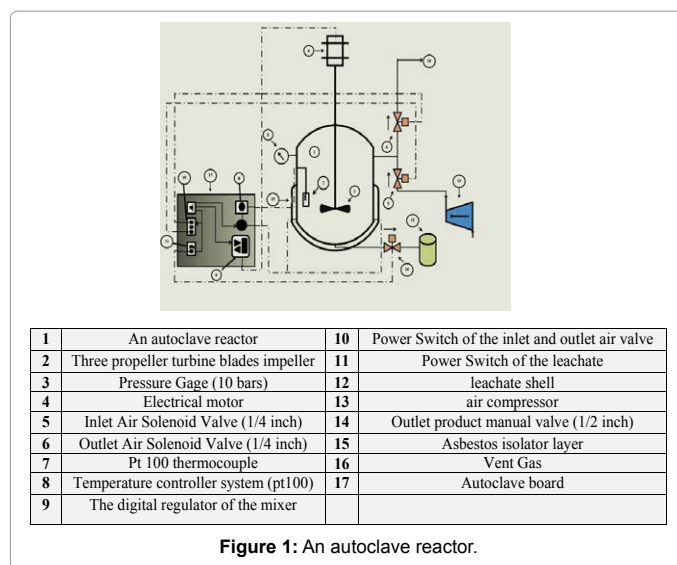 1 An autoclave reactor 10 Power Switch of the inlet and outlet air valve
2 Three propeller turbine blades impeller 11 Power Switch of the leachate
3 Pressure Gage (10 bars) 12 leachate shell
4 Electrical motor 13 air compressor
5 Inlet Air Solenoid Valve (1/4 inch) 14 Outlet product manual valve (1/2 inch)
6 Outlet Air Solenoid Valve (1/4 inch) 15 Asbestos isolator layer
7 Pt 100 thermocouple 16 Vent Gas
8 Temperature controller system (pt100) 17 Autoclave board
9 The digital regulator of the mixer
Figure 1: An autoclave reactor.